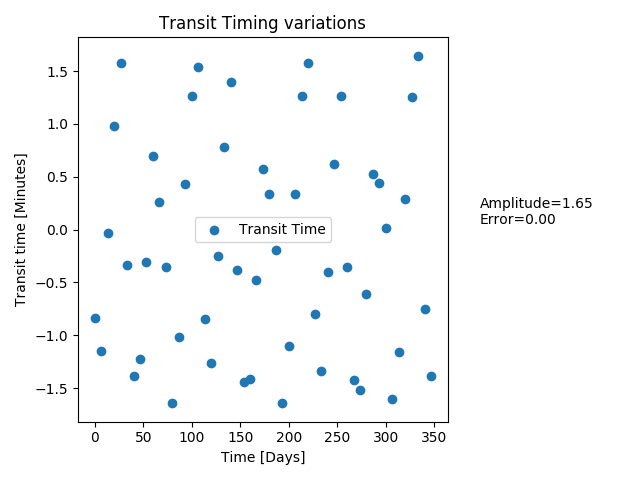 Transit Timing variations
Transit time [Minutes]
1.5
1.0
0.5
0.0
−0.5
−1.0
−1.5
Transit Time
0
50
100
150
200
250
300
350
Time [Days]
Amplitude=1.65
Error=0.00